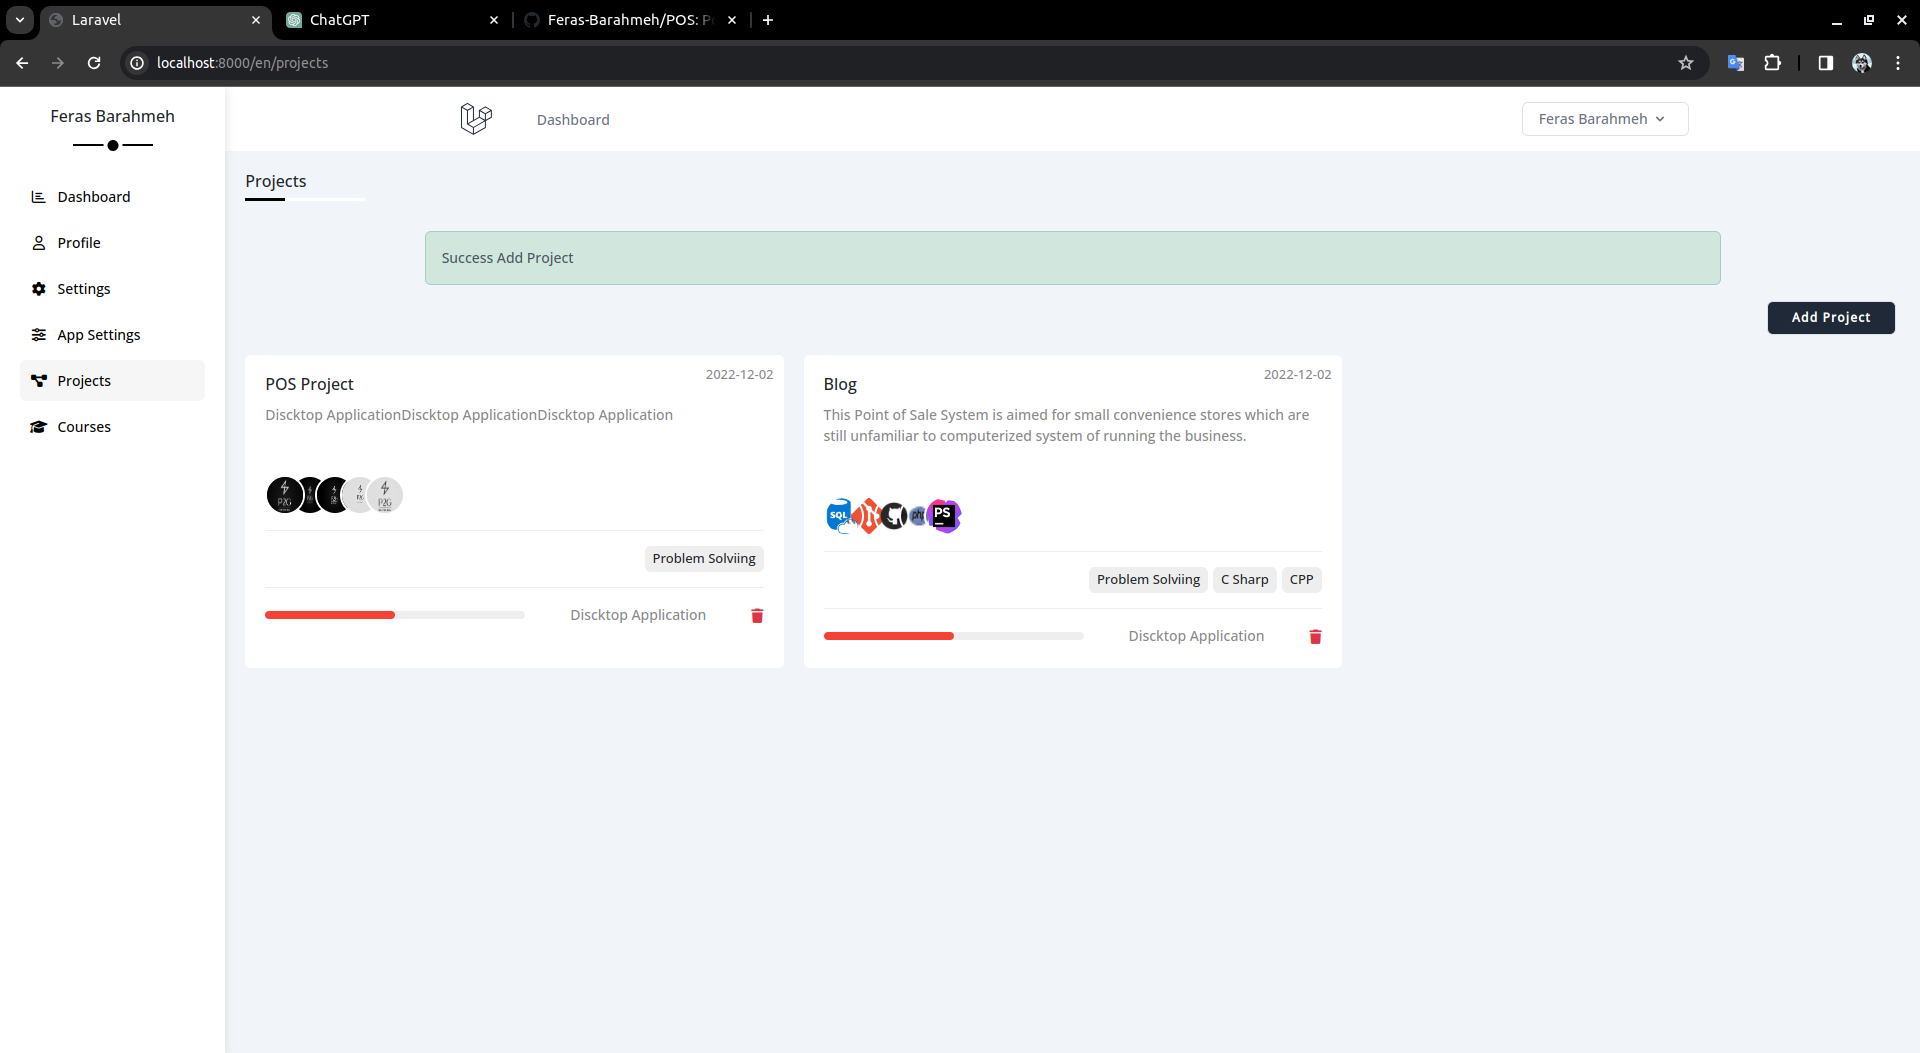 Laravel
ChatGPT
Feras-Barahmeh/POS: P
localhost:8000/en/projects
Feras Barahmeh
Dashboard
Profile
Settings
App Settings
Projects
Courses
Dashboard
Feras Barahmeh
Projects
Success Add Project
Add Project
POS Project
2022-12-02
Discktop ApplicationDiscktop ApplicationDiscktop Application
P2G
P2G
Problem Solviing
Discktop Application
Blog
2022-12-02
This Point of Sale System is aimed for small convenience stores which are
still unfamiliar to computerized system of running the business.
SQL
php
PS
Problem Solviing C Sharp CPP
Discktop Application